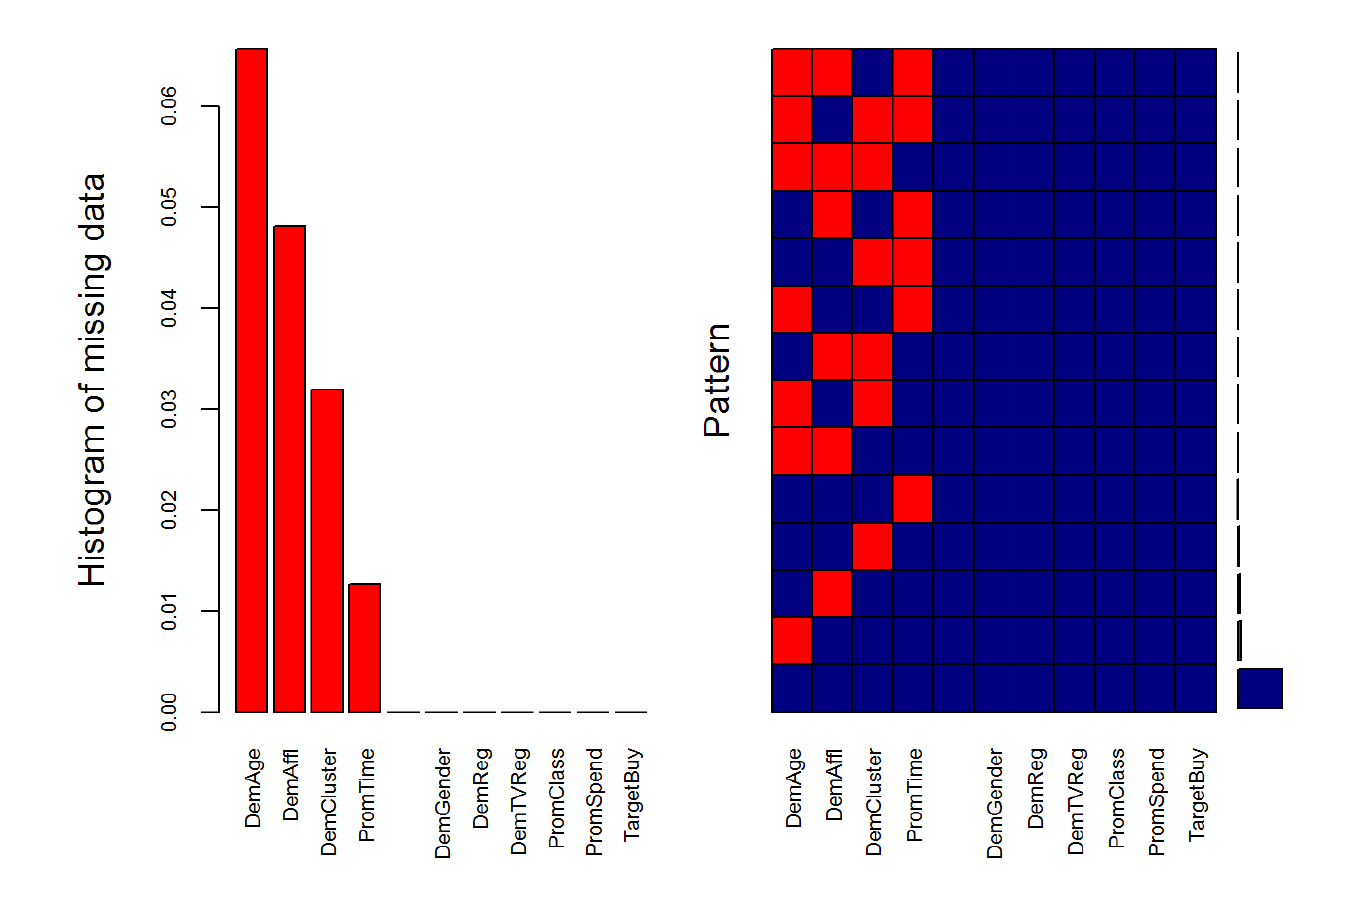 Histogram of missing data
0.06
0.05
0.04
0.03
0.02
0.01
0.00
DemAge
DemAffl
DemCluster
PromTime
DemGender
DemReg
DemTVReg
PromClass
PromSpend
TargetBuy
Pattern
DemAge
DemAffl
DemCluster
PromTime
DemGender
DemReg
DemTVReg
PromClass
PromSpend
TargetBuy